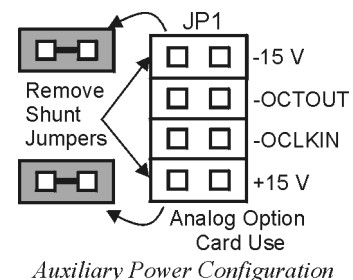 JP1
-15 V
Remove
Shunt
Jumpers
-OCTOUT
-OCLKIN
+15 V
Analog Option
Card Use
Auxiliary Power Configuration